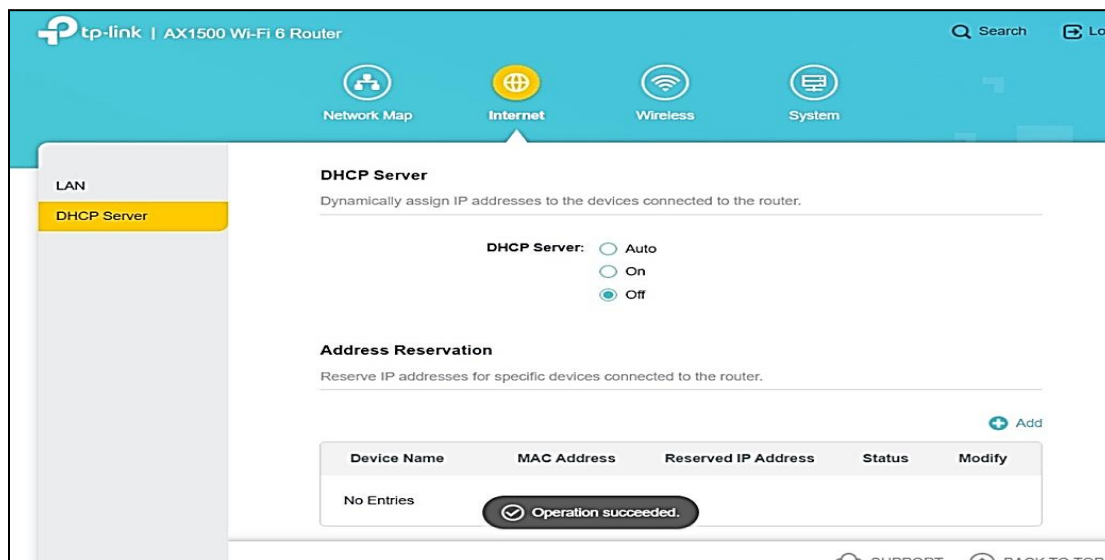 tp-link | AX1500 Wi-Fi 6 Router
Search
Network Map
Internet
Wireless
System
LAN
DHCP Server
DHCP Server
Dynamically assign IP addresses to the devices connected to the router.
DHCP Server: Auto
On
Off
Address Reservation
Reserve IP addresses for specific devices connected to the router.
Add
Device Name MAC Address Reserved IP Address Status Modify
No Entries
Operation succeeded.
SUPPORT BACK TO TOP